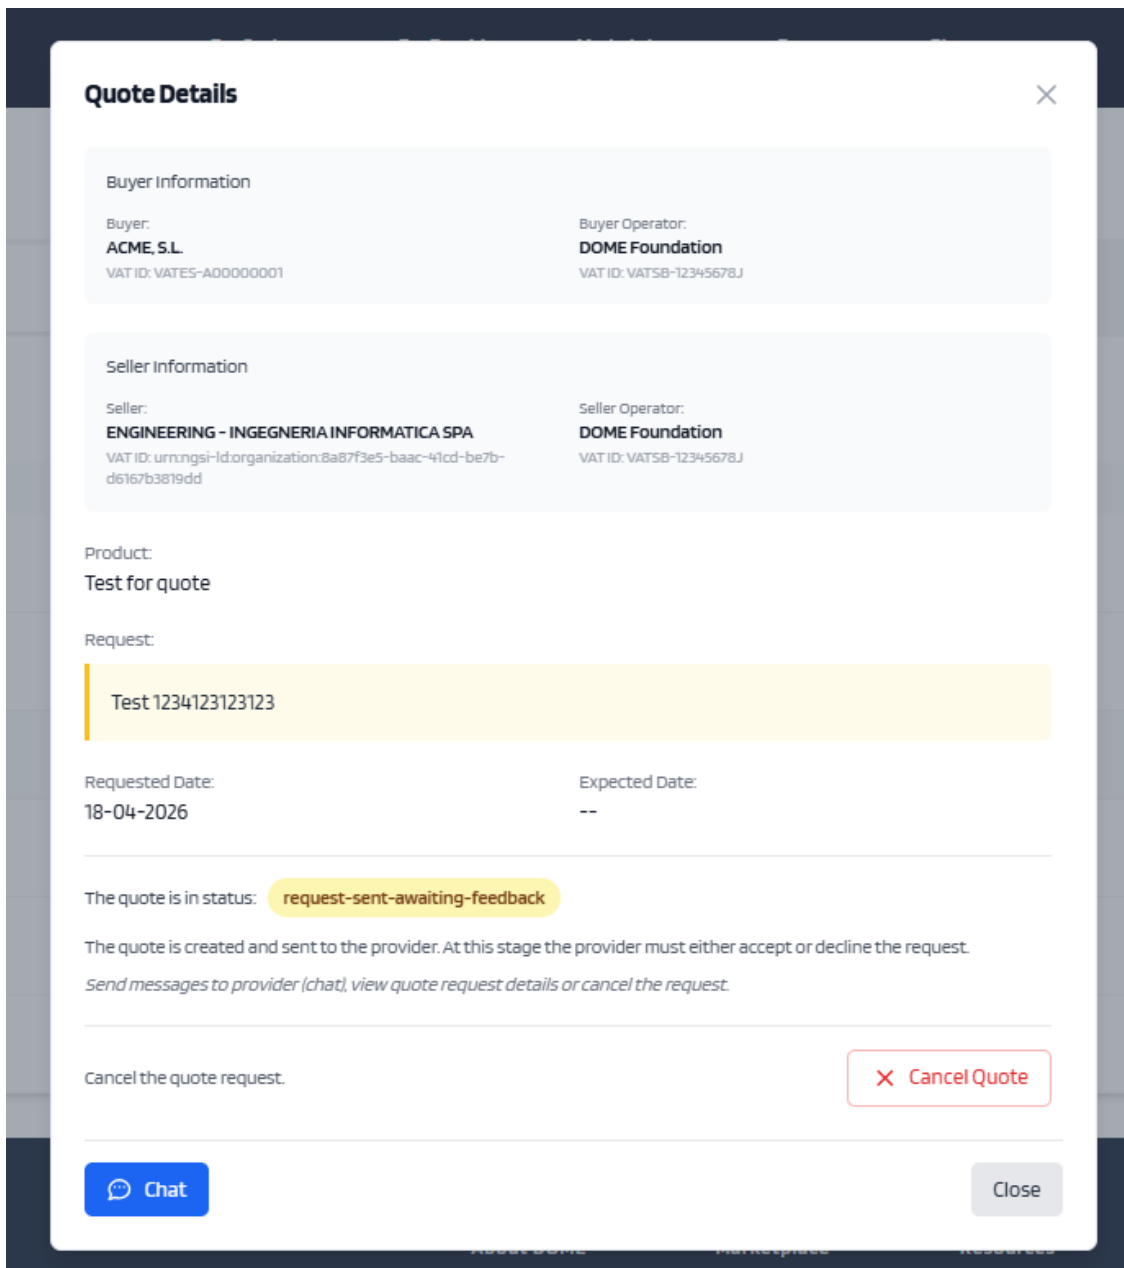 Quote Details
Buyer Information
Buyer:
ACME, S.L.
VAT ID: VATES-A00000001
Buyer Operator:
DOME Foundation
VAT ID: VATSB-12345678J
Seller Information
Seller:
ENGINEERING - INGEGNERIA INFORMATICA SPA
VAT ID: urn:ngsi-ld:organization:8a87f3e5-baac-41cd-be7b-
d6167b3819dd
Seller Operator:
DOME Foundation
VAT ID: VATSB-12345678J
Product:
Test for quote
Request:
Test 1234123123123
Requested Date:
18-04-2026
Expected Date:
--
The quote is in status: request-sent-awaiting-feedback
The quote is created and sent to the provider. At this stage the provider must either accept or decline the request.
Send messages to provider (chat), view quote request details or cancel the request.
Cancel the quote request.
Cancel Quote
Chat
Close
About DOME
Marketplace
Resources